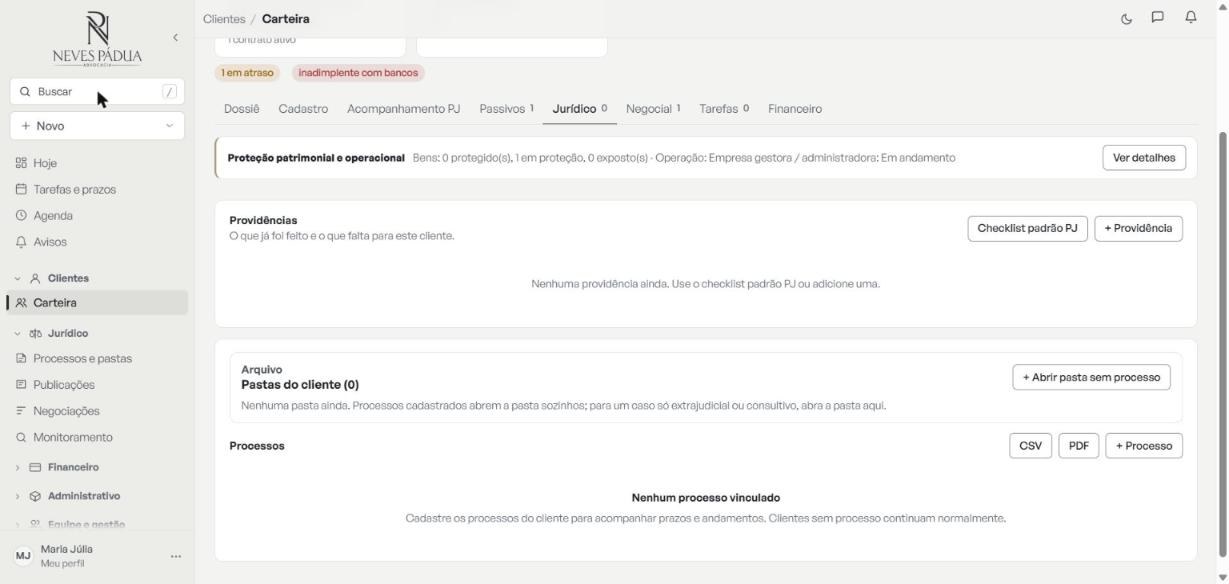 NEVES PÁDUA
ADVOCACIA
Buscar /
+ Novo
Hoje
Tarefas e prazos
Agenda
Avisos
Clientes
Carteira
Jurídico
Processos e pastas
Publicações
Negociações
Monitoramento
Financeiro
Administrativo
Equipe e gestão
MJ
Maria Júlia
Meu perfil
Clientes / Carteira
1 contrato ativo
1 em atraso
inadimplente com bancos
Dossiê Cadastro Acompanhamento PJ Passivos 1 Jurídico 0 Negocial 1 Tarefas 0 Financeiro
Proteção patrimonial e operacional Bens: 0 protegido(s), 1 em proteção, 0 exposto(s) · Operação: Empresa gestora / administradora: Em andamento
Ver detalhes
Providências
O que já foi feito e o que falta para este cliente.
Checklist padrão PJ
+ Providência
Nenhuma providência ainda. Use o checklist padrão PJ ou adicione uma.
Arquivo
Pastas do cliente (0)
Nenhuma pasta ainda. Processos cadastrados abrem a pasta sozinhos; para um caso só extrajudicial ou consultivo, abra a pasta aqui.
+ Abrir pasta sem processo
Processos
CSV
PDF
+ Processo
Nenhum processo vinculado
Cadastre os processos do cliente para acompanhar prazos e andamentos. Clientes sem processo continuam normalmente.